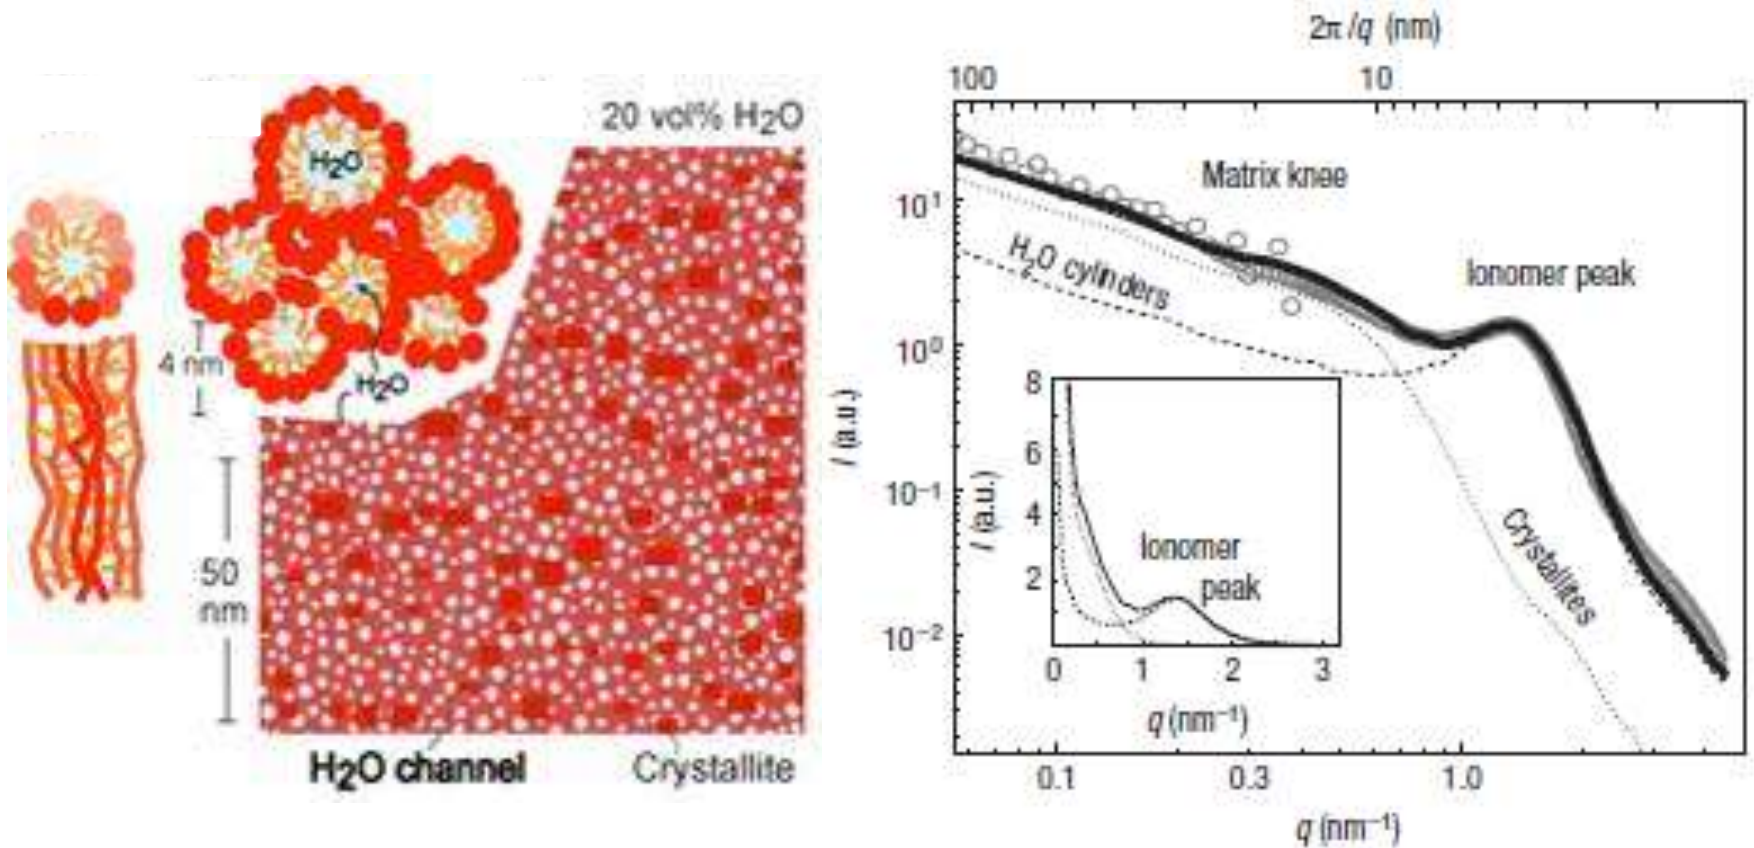 20 vol% H₂O
H₂O
4 nm
H₂O
50
nm
H₂O channel
Crystallite
2π/q (nm)
100
10
Matrix knee
10¹
H₂O cylinders
Ionomer peak
10⁰
I (a.u.)
8
6
4
2
I (a.u.)
Ionomer
peak
0
1
2
3
q (nm⁻¹)
10⁻¹
Crystallites
10⁻²
0.1
0.3
1.0
q (nm⁻¹)